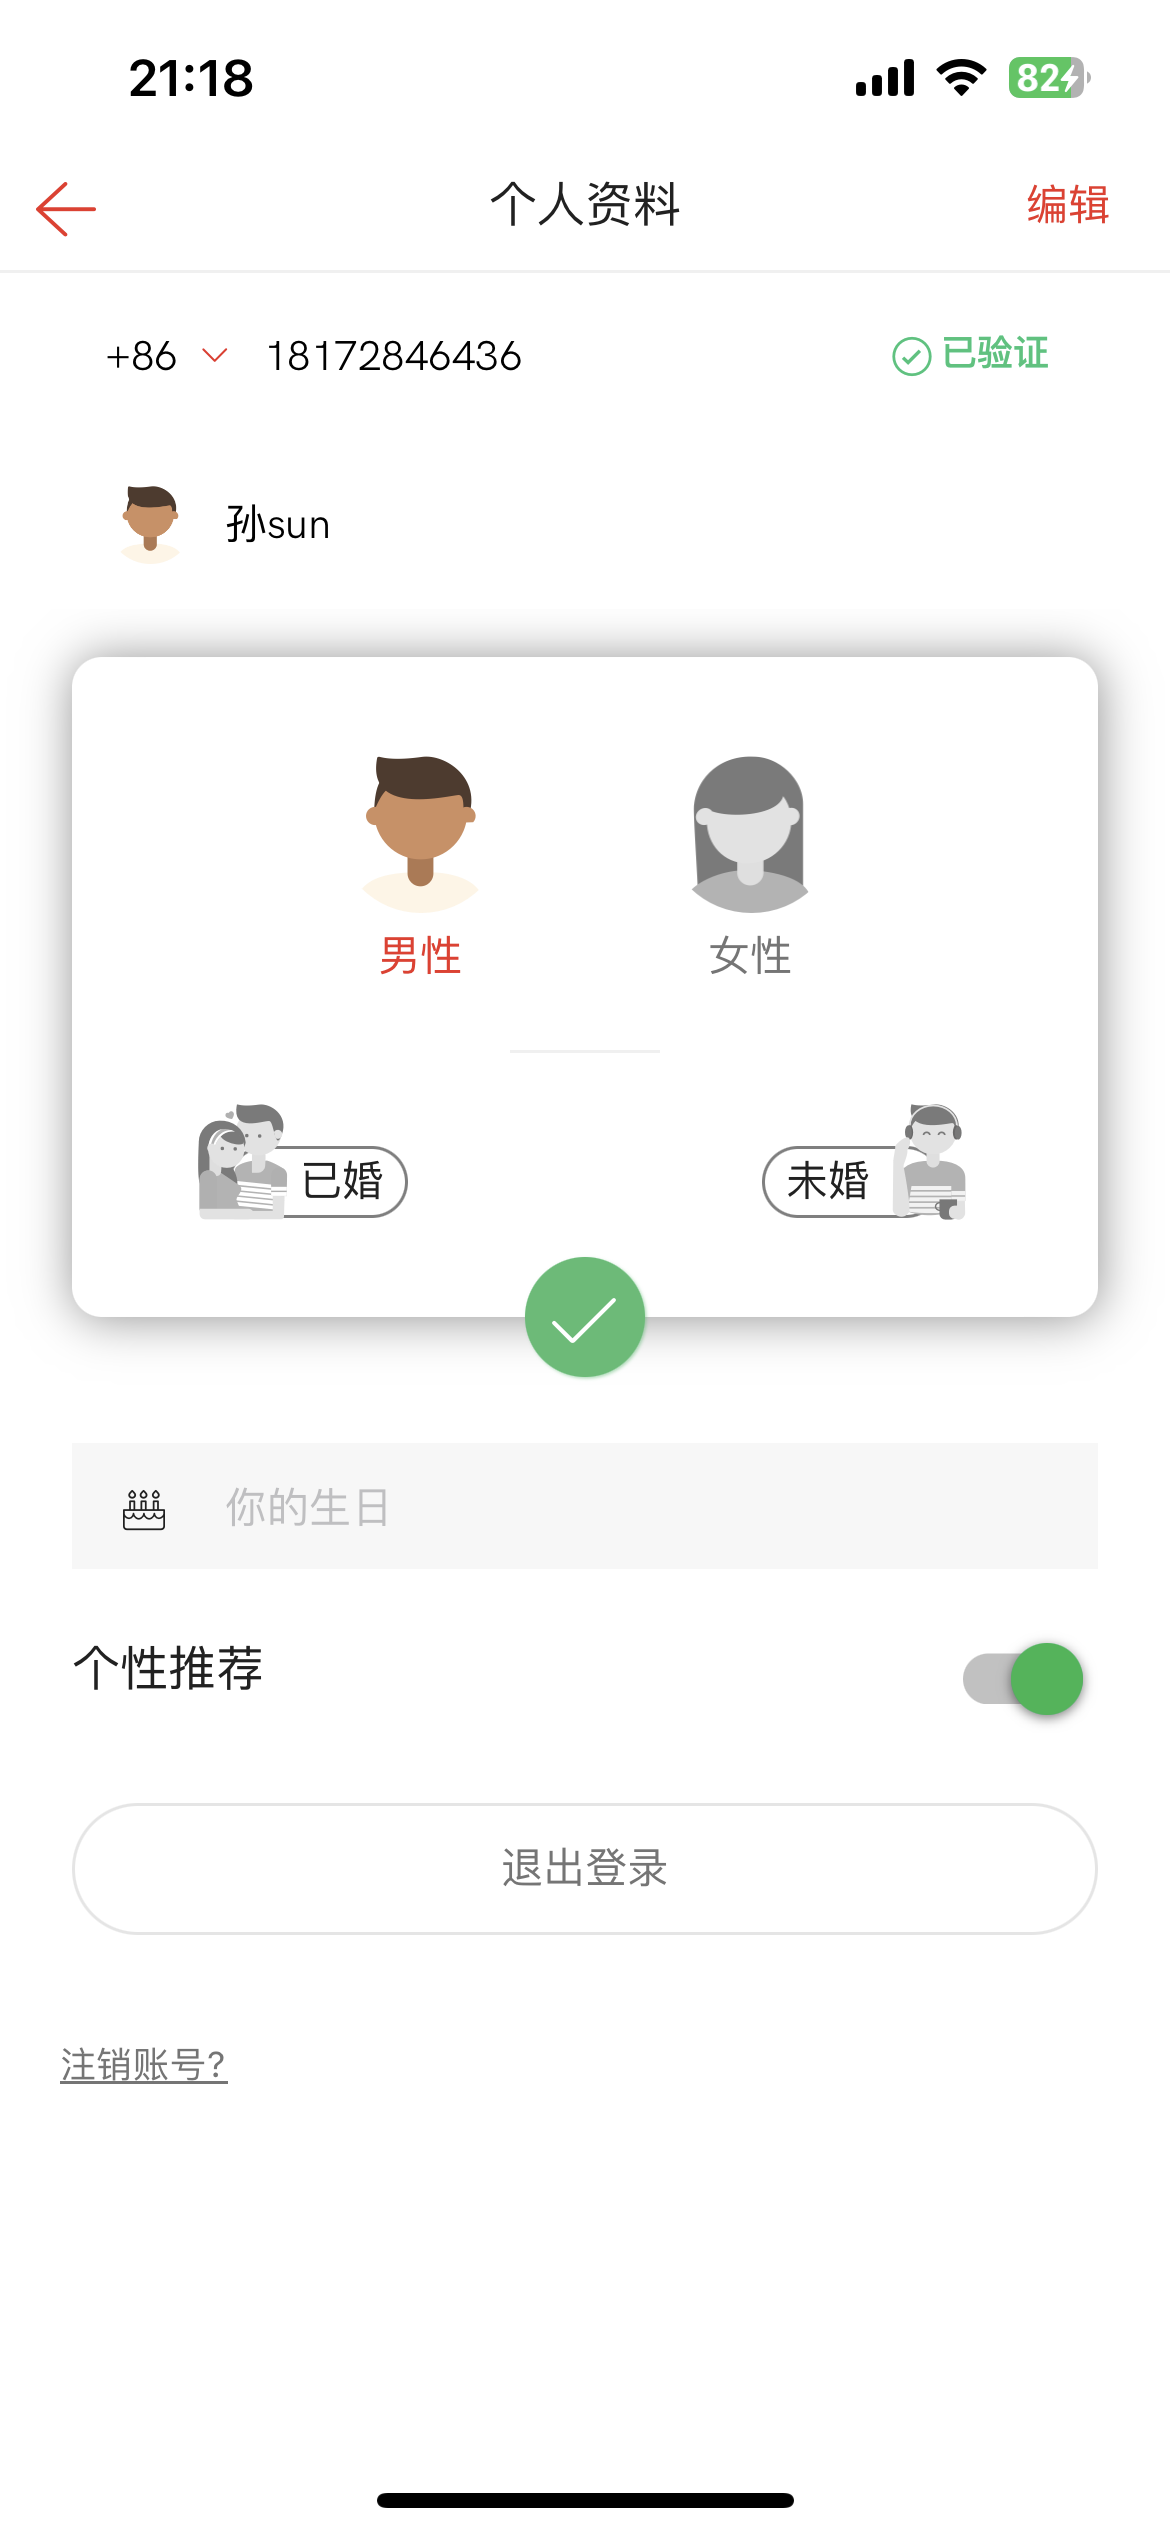 21:18
82
个人资料
编辑
+86 18172846436 已验证
孙sun
男性 女性
已婚 未婚
你的生日
个性推荐
退出登录
注销账号?